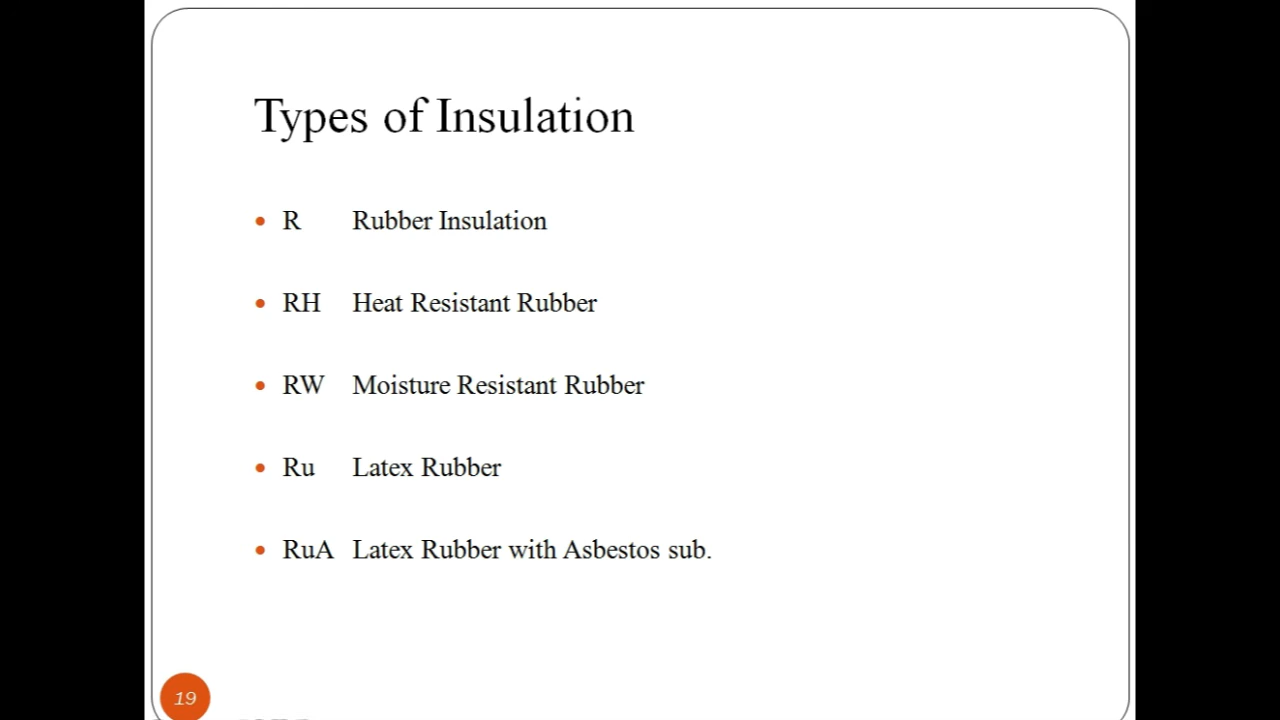 Types of Insulation
• R Rubber Insulation
• RH Heat Resistant Rubber
• RW Moisture Resistant Rubber
• Ru Latex Rubber
• RuA Latex Rubber with Asbestos sub.
19